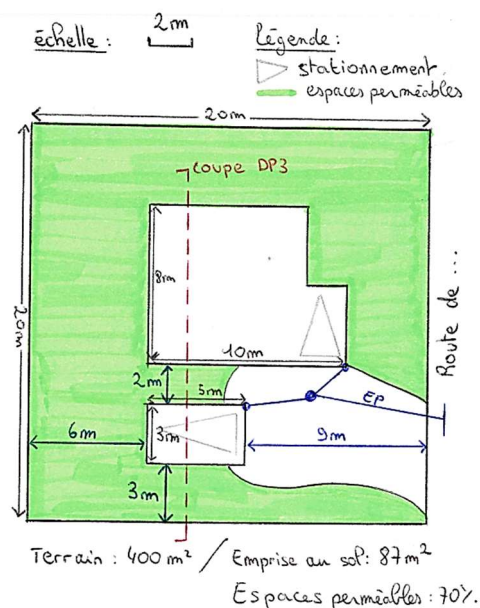 échelle : 2m
légende :
stationnement
espaces perméables
20m
coupe DP3
20m
8m
10m
Route de ...
2m
5m
EP
6m
3m
9m
3m
Terrain : 400 m² / Emprise au sol : 87 m²
Espaces perméables : 70%.